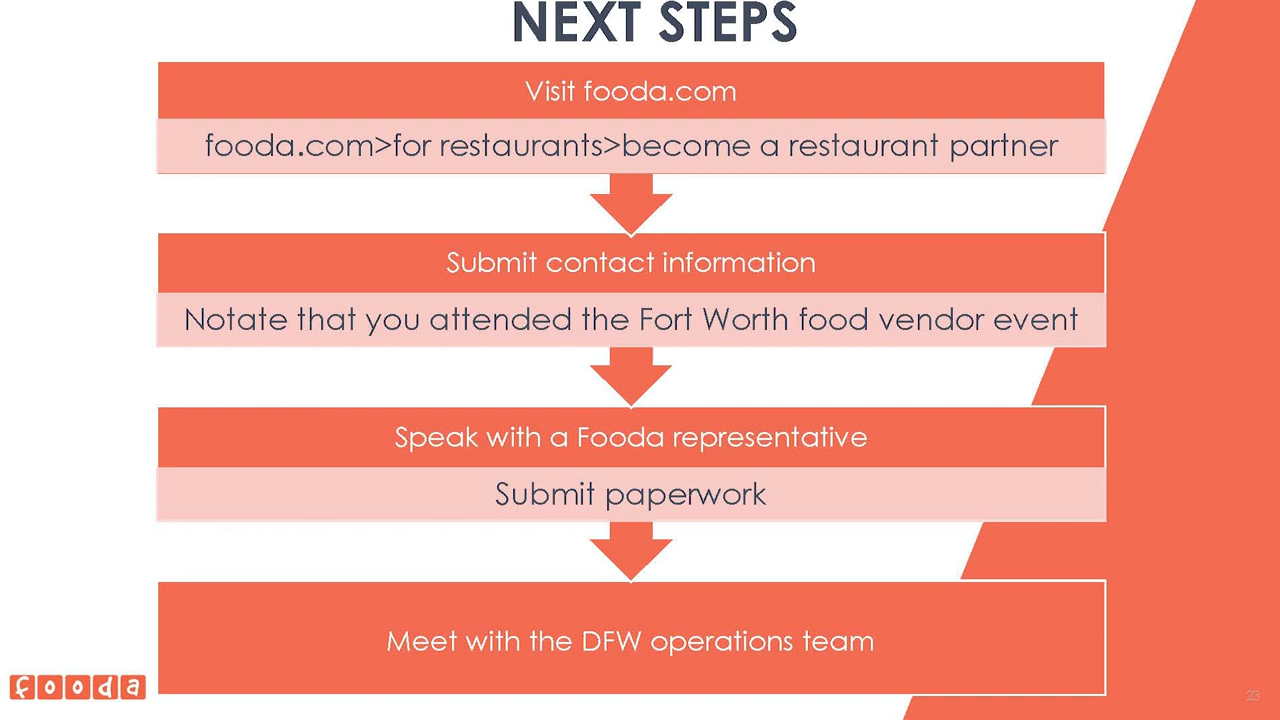 NEXT STEPS
Visit fooda.com
fooda.com>for restaurants>become a restaurant partner
Submit contact information
Notate that you attended the Fort Worth food vendor event
Speak with a Fooda representative
Submit paperwork
Meet with the DFW operations team
fooda
23